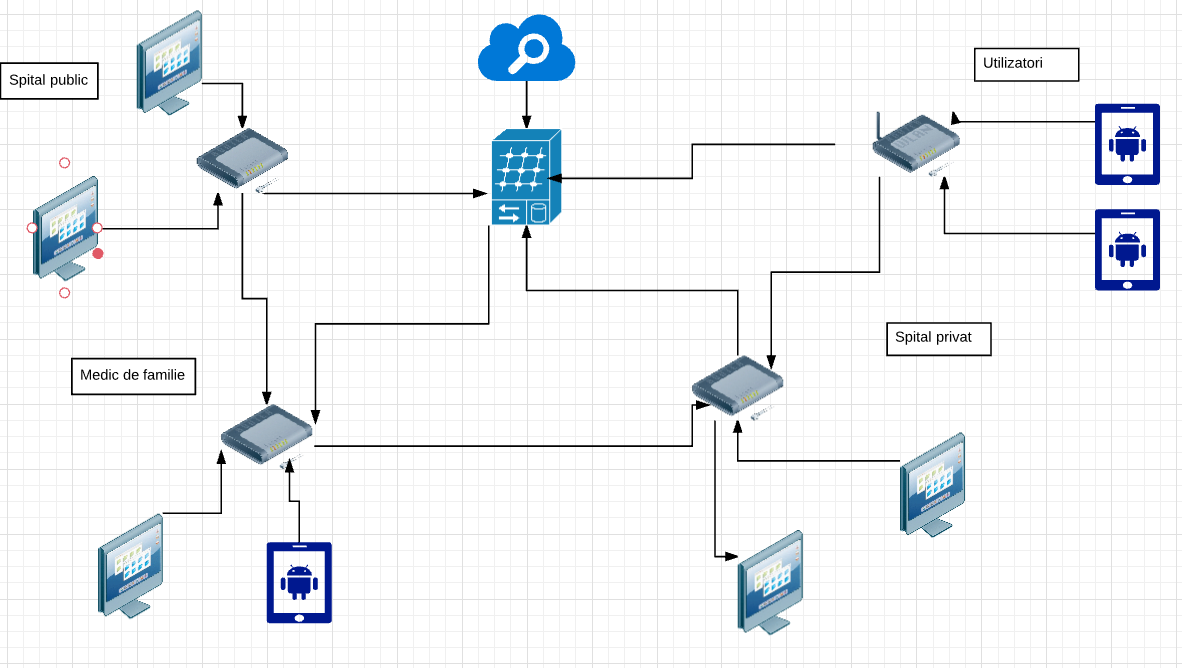 Spital public
Utilizatori
Spital privat
Medic de familie